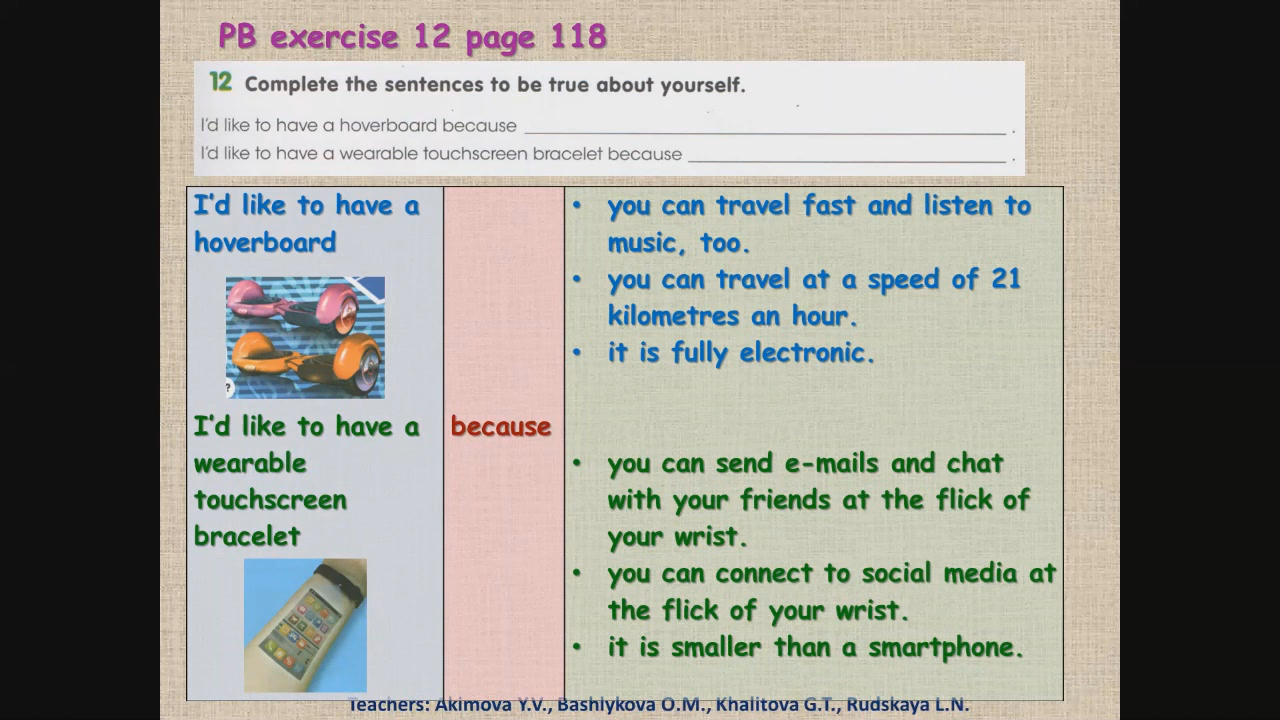 PB exercise 12 page 118
12 Complete the sentences to be true about yourself.
I'd like to have a hoverboard because ______________________ .
I'd like to have a wearable touchscreen bracelet because ______________________ .
I'd like to have a
hoverboard
?
I'd like to have a
wearable
touchscreen
bracelet
because
• you can travel fast and listen to
music, too.
• you can travel at a speed of 21
kilometres an hour.
• it is fully electronic.
• you can send e-mails and chat
with your friends at the flick of
your wrist.
• you can connect to social media at
the flick of your wrist.
• it is smaller than a smartphone.
Teachers: Akimova Y.V., Bashlykova O.M., Khalitova G.T., Rudskaya L.N.